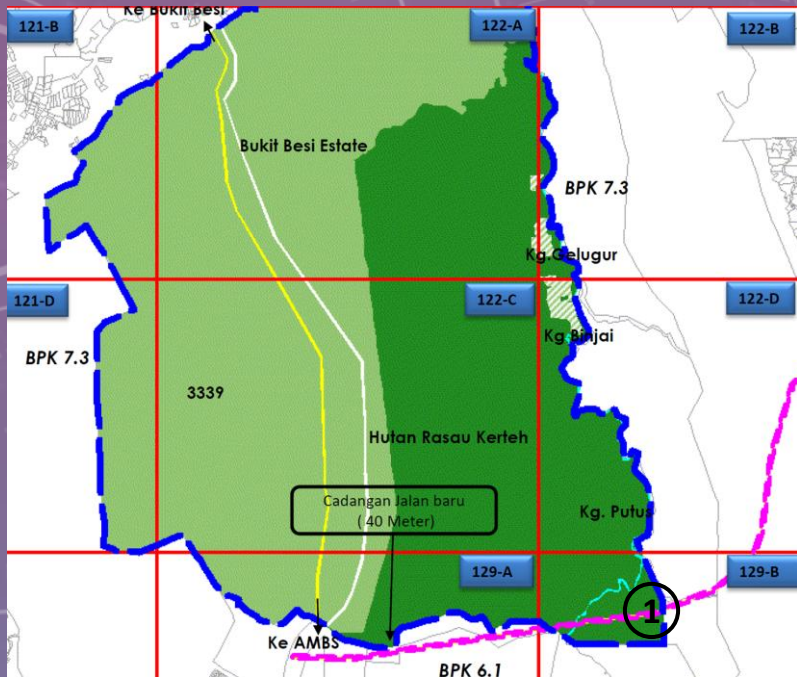 Ke Bukit Besi
121-B
122-A
122-B
Bukit Besi Estate
BPK 7.3
Kg.Gelugur
121-D
122-C
122-D
Kg Binjai
BPK 7.3
3339
Hutan Rasau Kerteh
Cadangan Jalan baru
( 40 Meter)
Kg. Putus
129-A
129-B
1
Ke AMBS
BPK 6.1